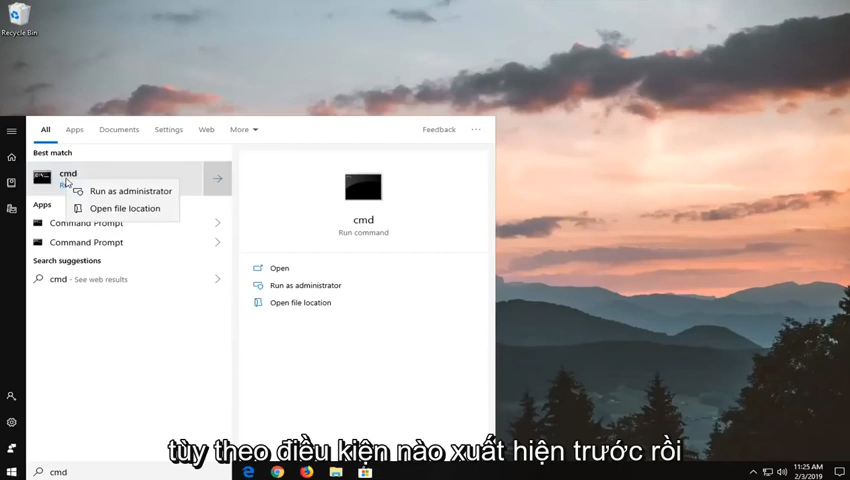 Recycle Bin
All Apps Documents Settings Web More Feedback ...
Best match
cmd
Run as administrator
Open file location
Apps
Command Prompt
Command Prompt
Search suggestions
cmd - See web results
cmd
Run command
Open
Run as administrator
Open file location
tùy theo điều kiện nào xuất hiện trước rồi
cmd
11:25 AM
2/3/2019